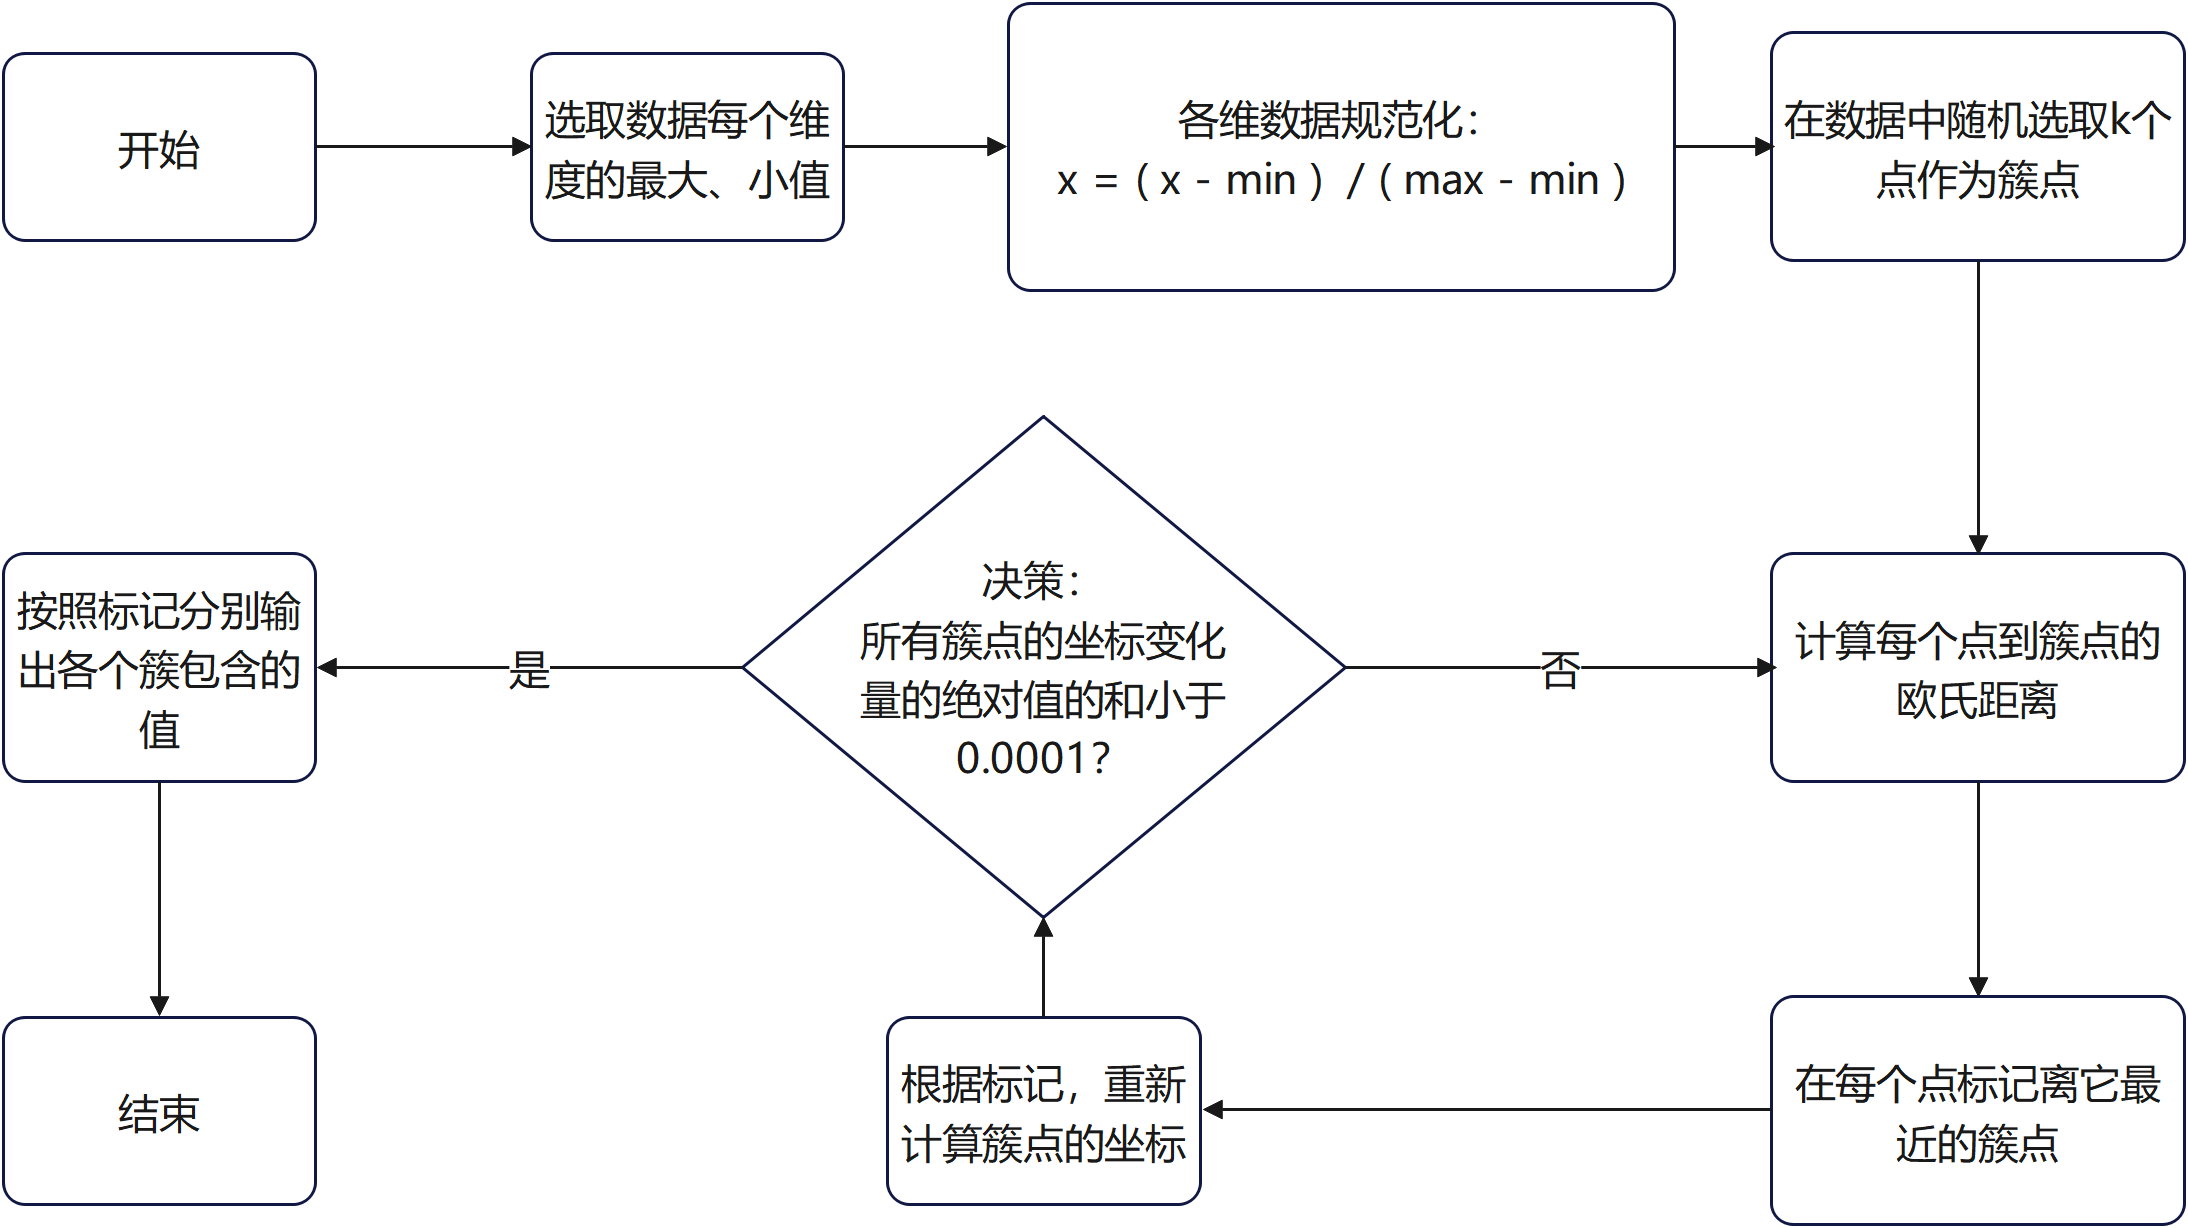 开始
选取数据每个维
度的最大、小值
各维数据规范化：
x = ( x - min ) / ( max - min )
在数据中随机选取k个
点作为簇点
计算每个点到簇点的
欧氏距离
在每个点标记离它最
近的簇点
根据标记，重新
计算簇点的坐标
决策：
所有簇点的坐标变化
量的绝对值的和小于
0.0001？
否
是
按照标记分别输
出各个簇包含的
值
结束